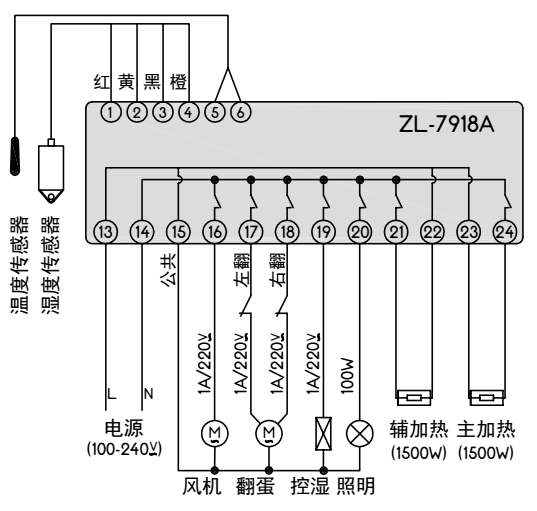 红 黄 黑 橙
1 2 3 4 5 6
ZL-7918A
13 14 15 16 17 18 19 20 21 22 23 24
温度传感器
湿度传感器
公共
左翻
右翻
1A/220V
1A/220V
1A/220V
1A/220V
100W
L N
电源
(100-240V)
M M
辅加热 主加热
(1500W) (1500W)
风机 翻蛋 控湿 照明